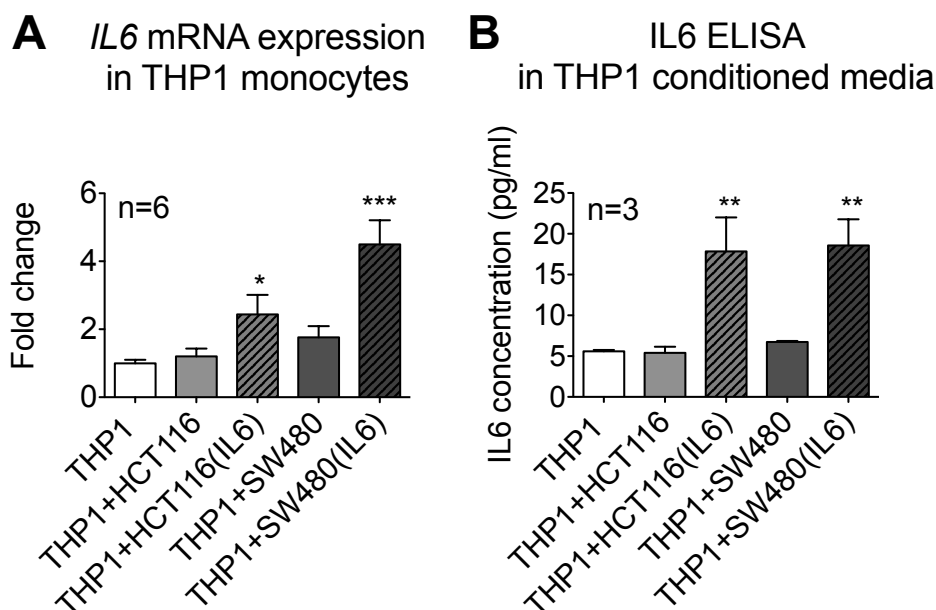 A
IL6 mRNA expression
in THP1 monocytes
Fold change
6
4
2
0
n=6
*
***
THP1
THP1+HCT116
THP1+HCT116(IL6)
THP1+SW480
THP1+SW480(IL6)
B
IL6 ELISA
in THP1 conditioned media
IL6 concentration (pg/ml)
25
20
15
10
5
0
n=3
**
**
THP1
THP1+HCT116
THP1+HCT116(IL6)
THP1+SW480
THP1+SW480(IL6)